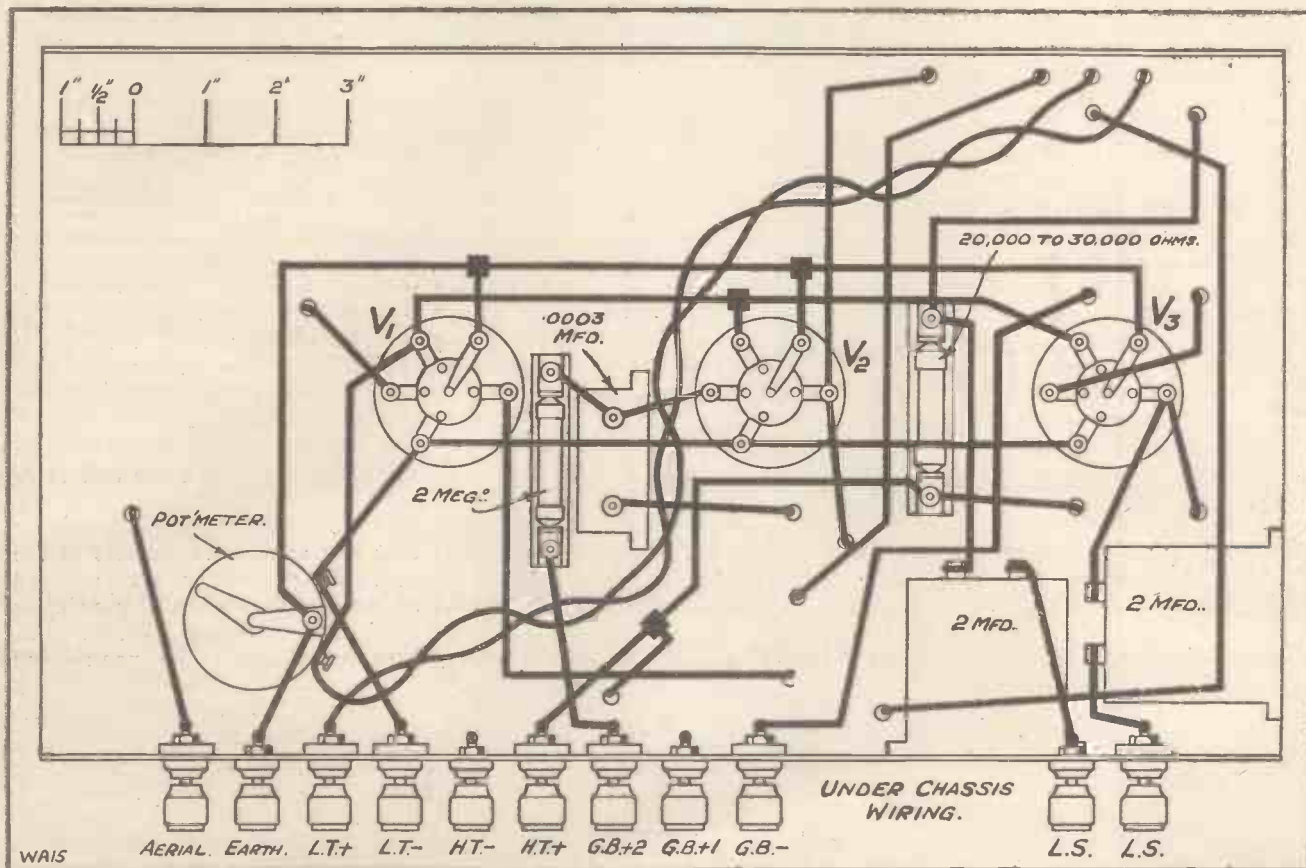 1" ½" 0 1" 2" 3"
20,000 TO 30,000 OHMS.
V1
.0003
MFD.
V2
V3
2 MEG.º
POT'METER.
2 MFD..
2 MFD..
UNDER CHASSIS
WIRING.
AERIAL. EARTH. L.T.+ L.T.- H.T.- H.T.+ G.B.+2 G.B.+1 G.B.- L.S. L.S.
WAIS